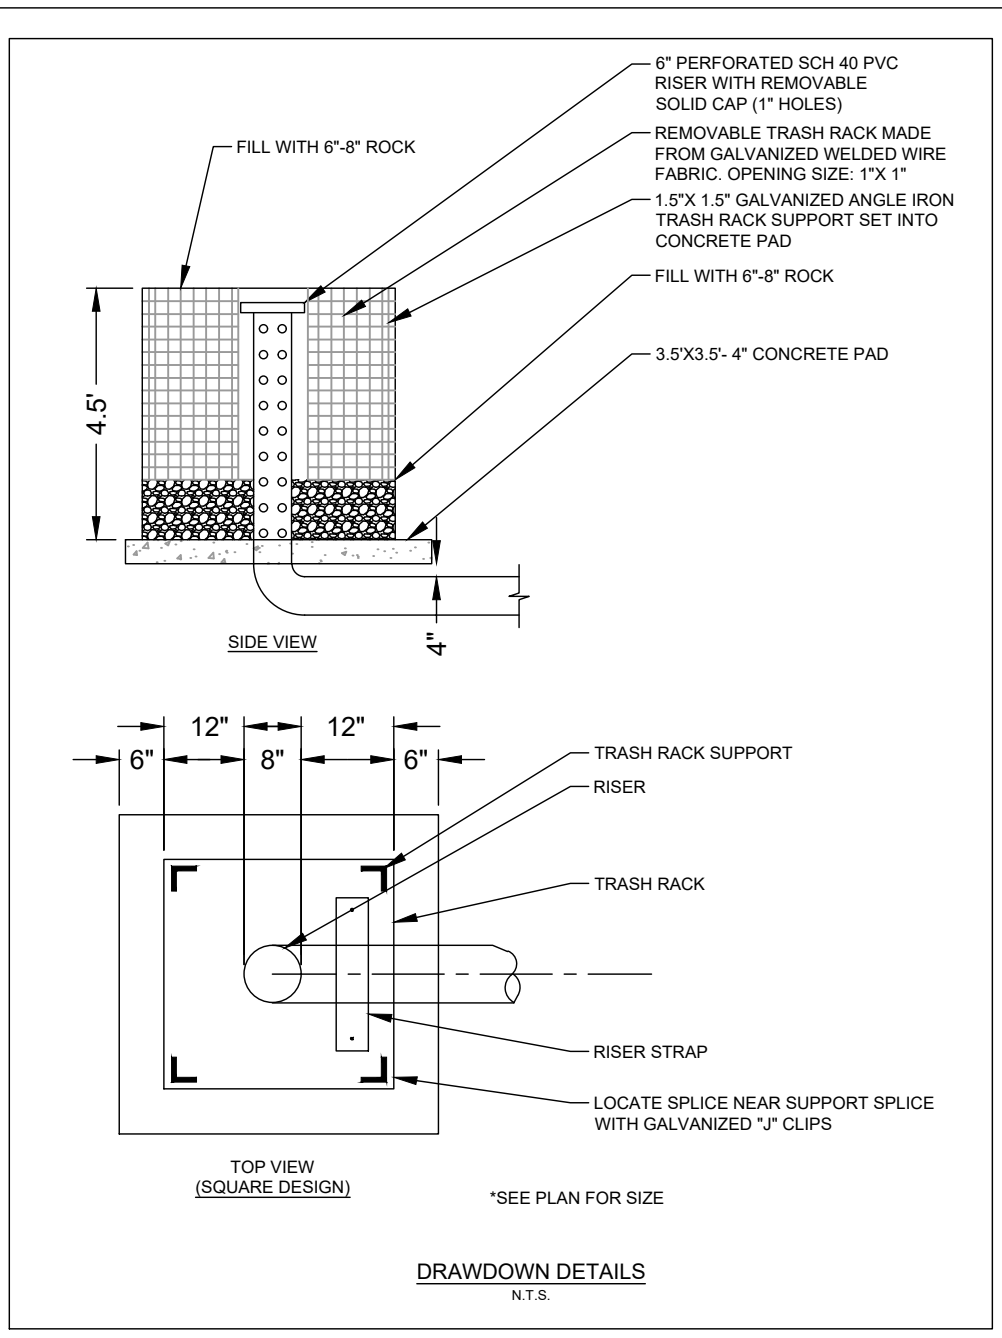 6" PERFORATED SCH 40 PVC
RISER WITH REMOVABLE
SOLID CAP (1" HOLES)
REMOVABLE TRASH RACK MADE
FROM GALVANIZED WELDED WIRE
FABRIC. OPENING SIZE: 1"X 1"
FILL WITH 6"-8" ROCK
1.5"X 1.5" GALVANIZED ANGLE IRON
TRASH RACK SUPPORT SET INTO
CONCRETE PAD
FILL WITH 6"-8" ROCK
3.5'X3.5'- 4" CONCRETE PAD
4.5'
4"
SIDE VIEW
12" 12"
6" 8" 6"
TRASH RACK SUPPORT
RISER
TRASH RACK
RISER STRAP
LOCATE SPLICE NEAR SUPPORT SPLICE
WITH GALVANIZED "J" CLIPS
TOP VIEW
(SQUARE DESIGN)
*SEE PLAN FOR SIZE
DRAWDOWN DETAILS
N.T.S.